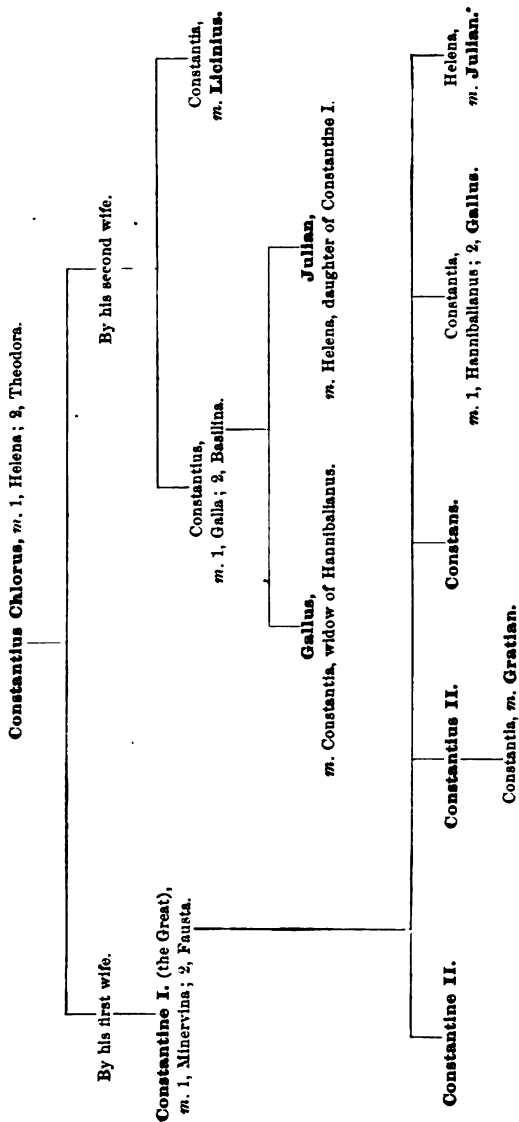 Constantius Chlorus, m. 1, Helena; 2, Theodora.
By his first wife.
By his second wife.
Constantine I. (the Great),
m. 1, Minervina; 2, Fausta.
Constantius,
m. 1, Galla; 2, Basilina.
Constantia,
m. Licinius.
Gallus,
m. Constantia, widow of Hannibalianus.
Julian,
m. Helena, daughter of Constantine I.
Constantine II.
Constantius II.
Constans.
Constantia,
m. 1, Hannibalianus; 2, Gallus.
Helena,
m. Julian.
Constantia, m. Gratian.